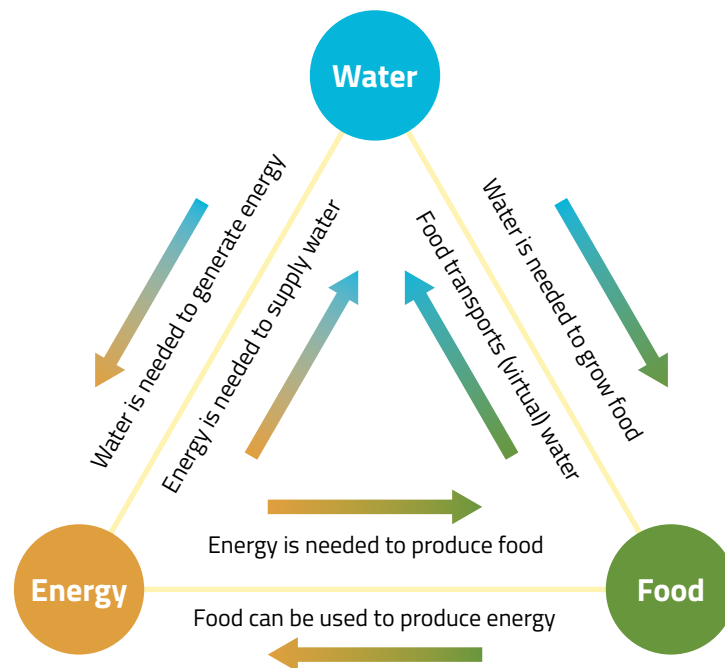 Water
Water is needed to generate energy
Energy is needed to supply water
Food transports (virtual) water
Water is needed to grow food
Energy is needed to produce food
Energy
Food
Food can be used to produce energy